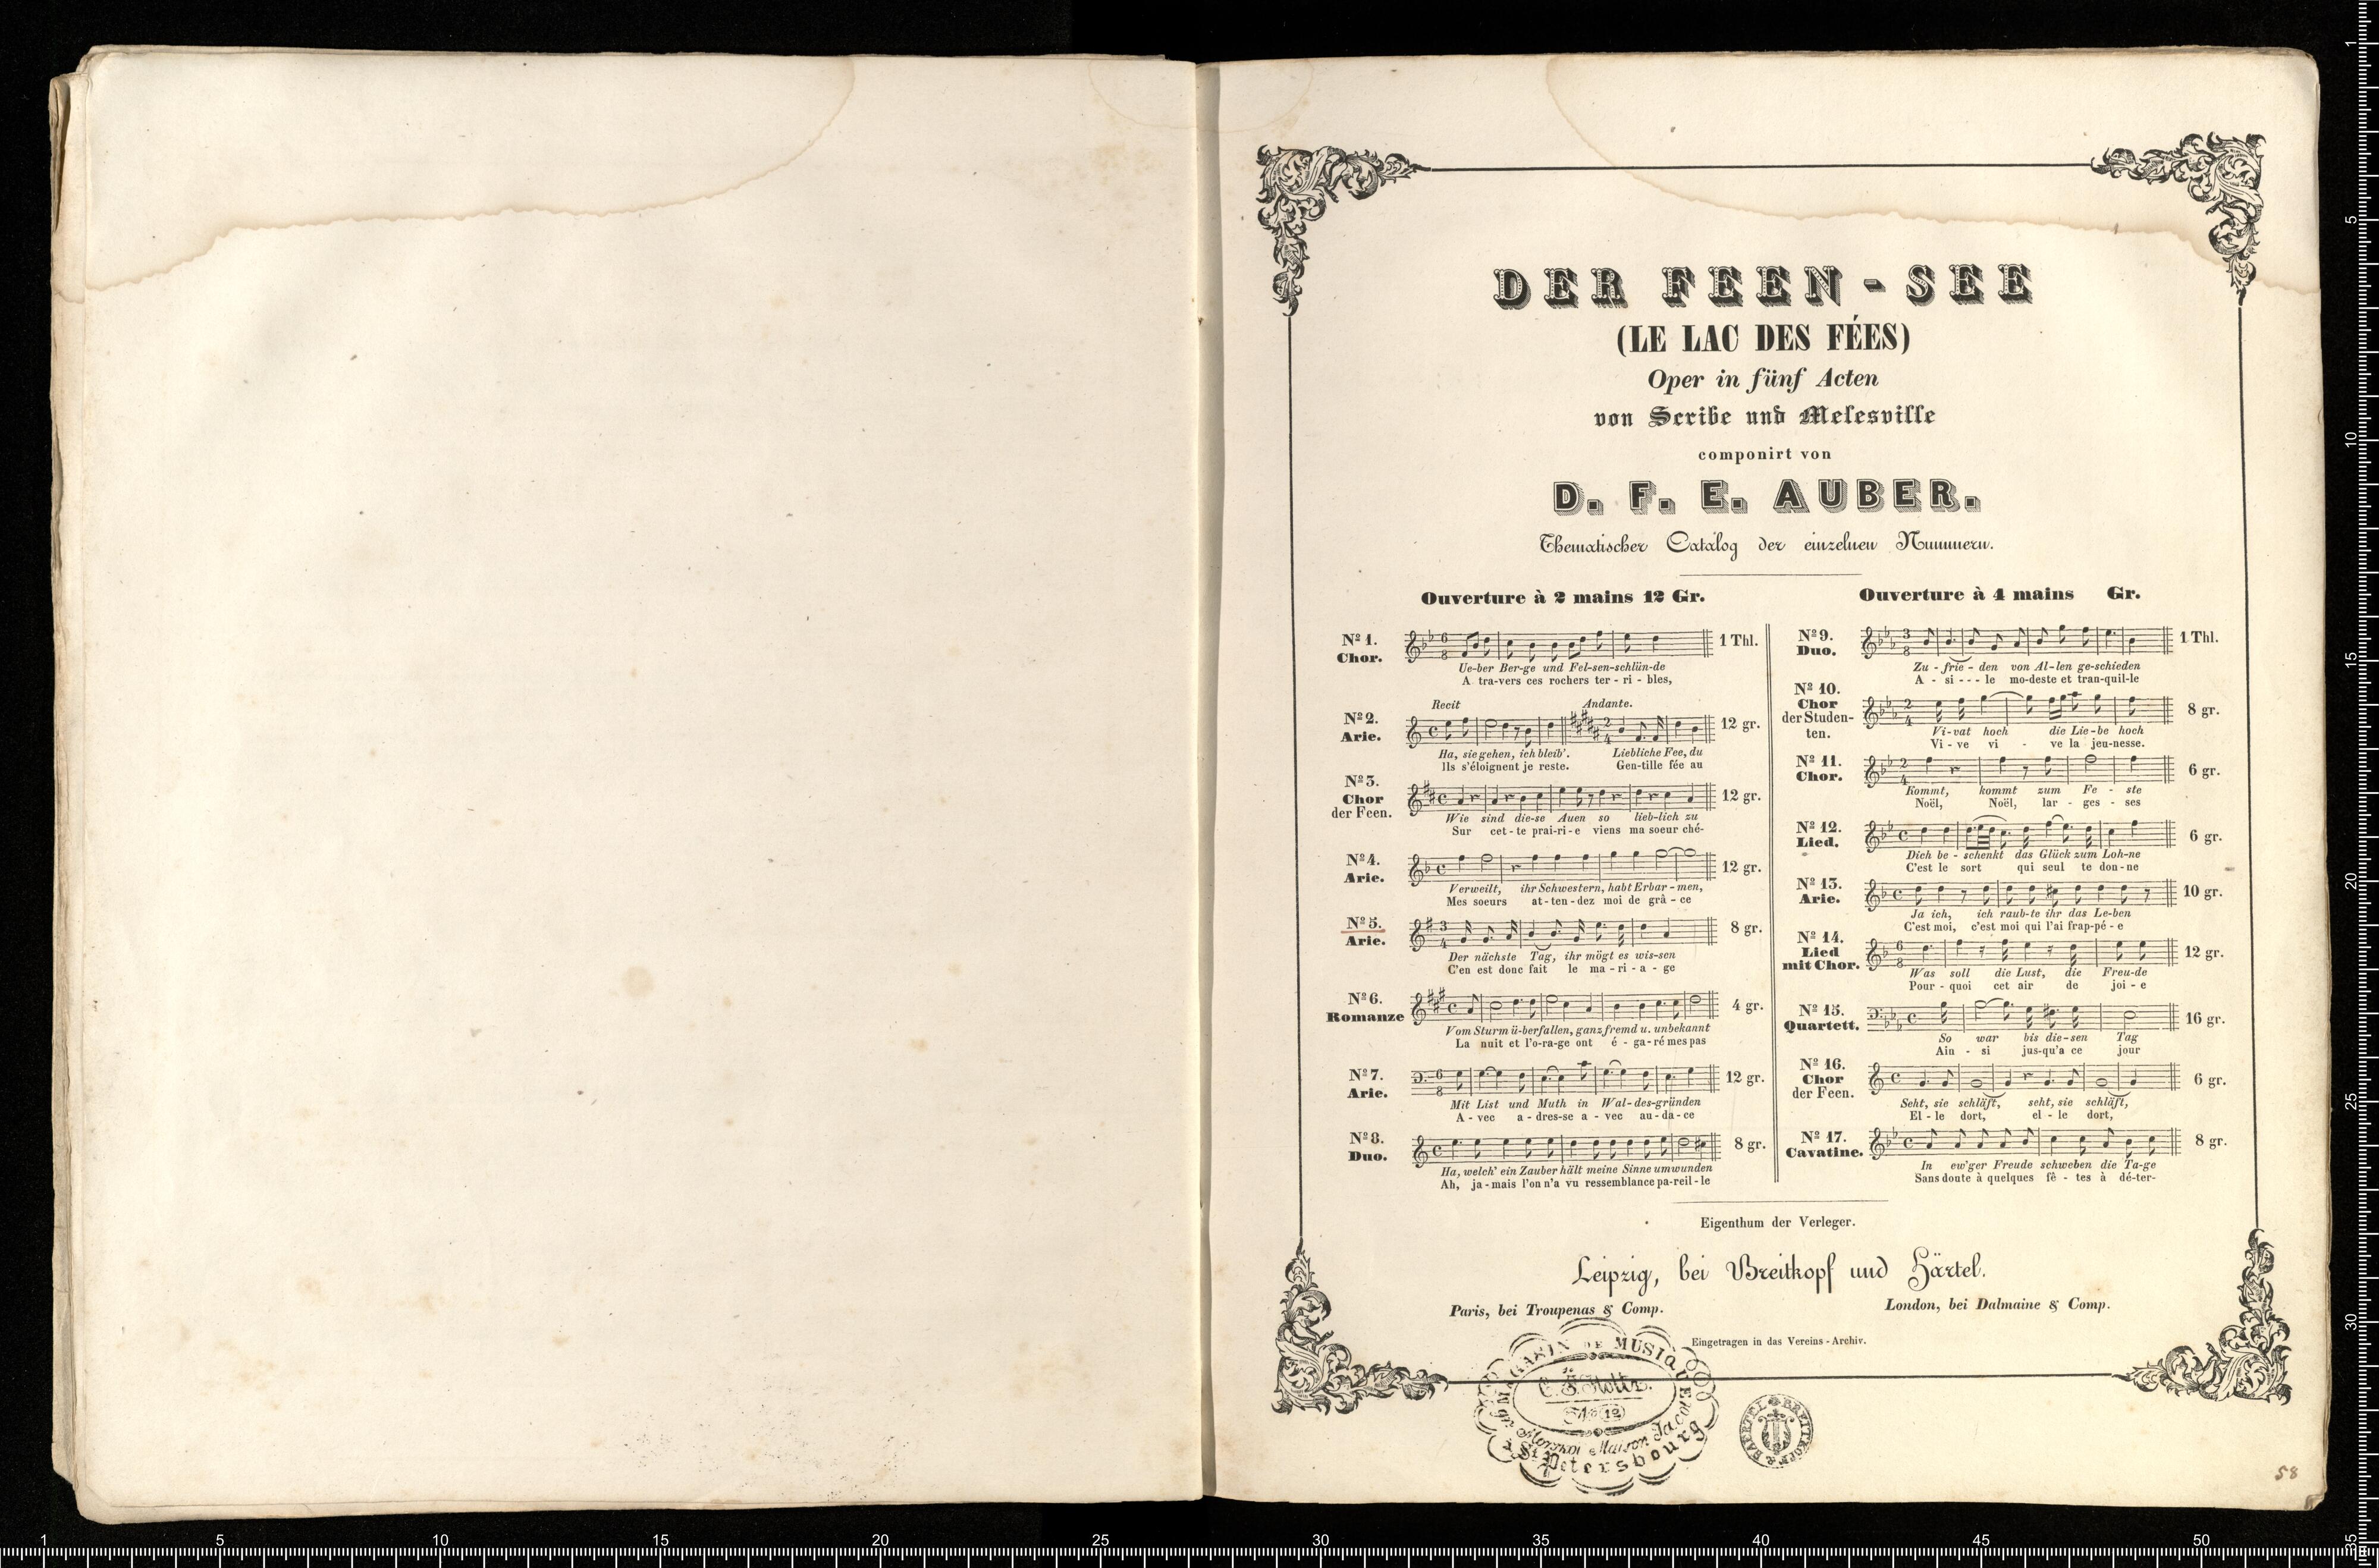 DER FEEN-SEE
(LE LAC DES FÉES)
Oper in fünf Acten
von Scribe und Melesville
componirt von
D. F. E. AUBER.
Thematischer Catalog der einzelnen Nummern.
Ouverture à 2 mains 12 Gr.
Nº 1.
Chor.
1 Thl.
Ue-ber Ber-ge und Fel-sen-schlün-de
A tra-vers ces rochers ter - ri - bles,
Recit Andante.
Nº 2.
Arie.
12 gr.
Ha, sie gehen, ich bleib'. Liebliche Fee, du
Ils s'éloignent je reste. Gen-tille fée au
Nº 3.
Chor
der Feen.
12 gr.
Wie sind die-se Auen so lieb-lich zu
Sur cet-te prai-ri-e viens ma soeur ché-
Nº 4.
Arie.
12 gr.
Verweilt, ihr Schwestern, habt Erbar-men,
Mes soeurs at-ten-dez moi de grâ-ce
Nº 5.
Arie.
8 gr.
Der nächste Tag, ihr mögt es wis-sen
C'en est donc fait le ma-ri-a-ge
Nº 6.
Romanze
4 gr.
Vom Sturm ü-berfallen, ganz fremd u. unbekannt
La nuit et l'o-ra-ge ont é-ga-ré mes pas
Nº 7.
Arie.
12 gr.
Mit List und Muth in Wal-des-gründen
A-vec a-dres-se a-vec au-da-ce
Nº 8.
Duo.
8 gr.
Ha, welch' ein Zauber hält meine Sinne umwunden
Ah, ja-mais l'on n'a vu ressemblance pa-reil-le
Ouverture à 4 mains Gr.
Nº 9.
Duo.
1 Thl.
Zu - frie - den von Al-len ge-schieden
A - si - - - le mo-deste et tran-quil-le
Nº 10.
Chor
der Studen-
ten.
8 gr.
Vi-vat hoch die Lie-be hoch
Vi - ve vi - ve la jeu-nesse.
Nº 11.
Chor.
6 gr.
Kommt, kommt zum Fe - ste
Noël, Noël, lar - ges - ses
Nº 12.
Lied.
6 gr.
Dich be - schenkt das Glück zum Loh-ne
C'est le sort qui seul te don-ne
Nº 13.
Arie.
10 gr.
Ja ich, ich raub-te ihr das Le-ben
C'est moi, c'est moi qui l'ai frap-pé-e
Nº 14.
Lied
mit Chor.
12 gr.
Was soll die Lust, die Freu-de
Pour - quoi cet air de joi - e
Nº 15.
Quartett.
16 gr.
So war bis die-sen Tag
Ain - si jus-qu'a ce jour
Nº 16.
Chor
der Feen.
6 gr.
Seht, sie schläft, seht, sie schläft,
El - le dort, el - le dort,
Nº 17.
Cavatine.
8 gr.
In ew'ger Freude schweben die Ta-ge
Sans doute à quelques fê - tes à dé-ter-
Eigenthum der Verleger.
Leipzig, bei Breitkopf und Härtel.
Paris, bei Troupenas & Comp. London, bei Dalmaine & Comp.
Eingetragen in das Vereins-Archiv.
MAGASIN DE MUSIQUE
Maison Jacot
St Petersbourg
BREITKOPF & HAERTEL
58